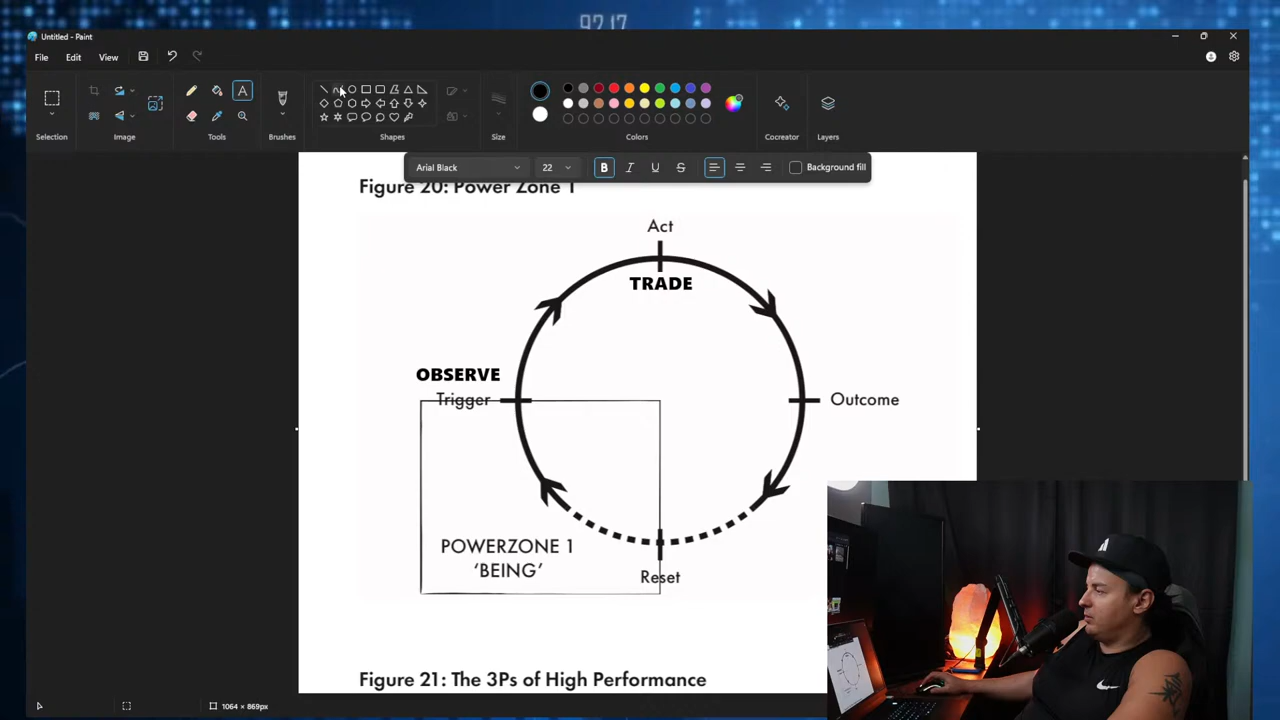 9217
Untitled - Paint
File Edit View
Selection Image Tools Brushes Shapes Size Colors Cocreator Layers
Arial Black 22 B I U S Background fill
Figure 20: Power Zone 1
Act
TRADE
OBSERVE
Trigger
Outcome
POWERZONE 1
‘BEING’
Reset
Figure 21: The 3Ps of High Performance
1064 × 869px